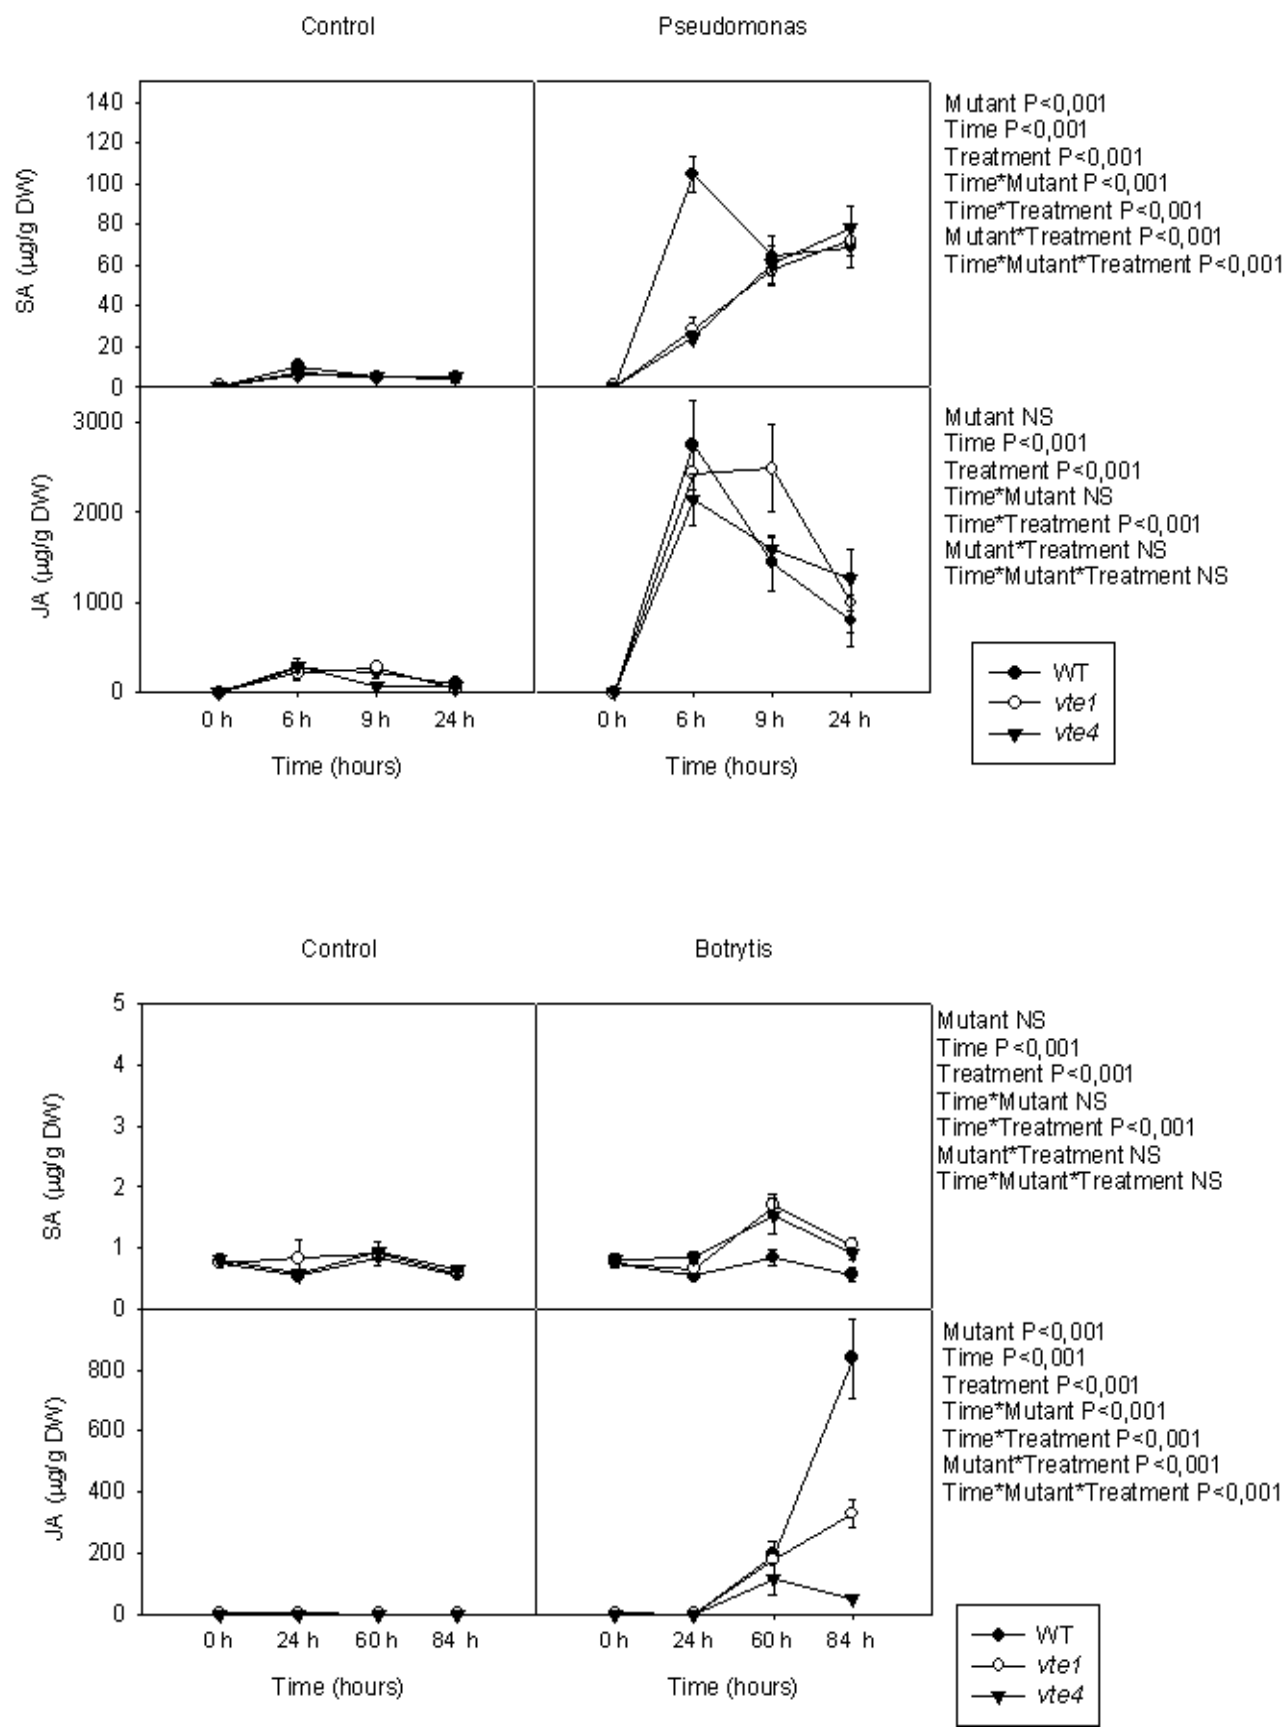 Control
Pseudomonas
SA (µg/g DW)
140
120
100
80
60
40
20
0
Mutant P<0,001
Time P<0,001
Treatment P<0,001
Time*Mutant P<0,001
Time*Treatment P<0,001
Mutant*Treatment P<0,001
Time*Mutant*Treatment P<0,001
JA (µg/g DW)
3000
2000
1000
0
Mutant NS
Time P<0,001
Treatment P<0,001
Time*Mutant NS
Time*Treatment P<0,001
Mutant*Treatment NS
Time*Mutant*Treatment NS
WT
vte1
vte4
0 h 6 h 9 h 24 h
0 h 6 h 9 h 24 h
Time (hours)
Time (hours)
Control
Botrytis
SA (µg/g DW)
5
4
3
2
1
0
Mutant NS
Time P<0,001
Treatment P<0,001
Time*Mutant NS
Time*Treatment P<0,001
Mutant*Treatment NS
Time*Mutant*Treatment NS
JA (µg/g DW)
800
600
400
200
0
Mutant P<0,001
Time P<0,001
Treatment P<0,001
Time*Mutant P<0,001
Time*Treatment P<0,001
Mutant*Treatment P<0,001
Time*Mutant*Treatment P<0,001
0 h 24 h 60 h 84 h
0 h 24 h 60 h 84 h
Time (hours)
Time (hours)
WT
vte1
vte4